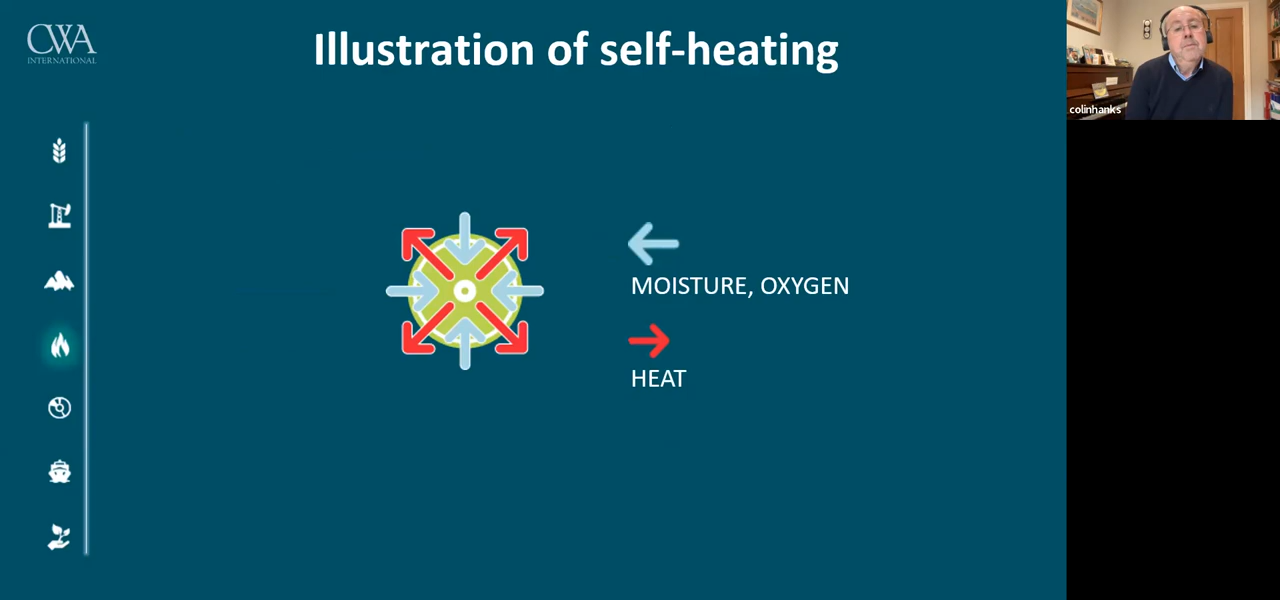 CWA
INTERNATIONAL
Illustration of self-heating
colinhanks
MOISTURE, OXYGEN
HEAT